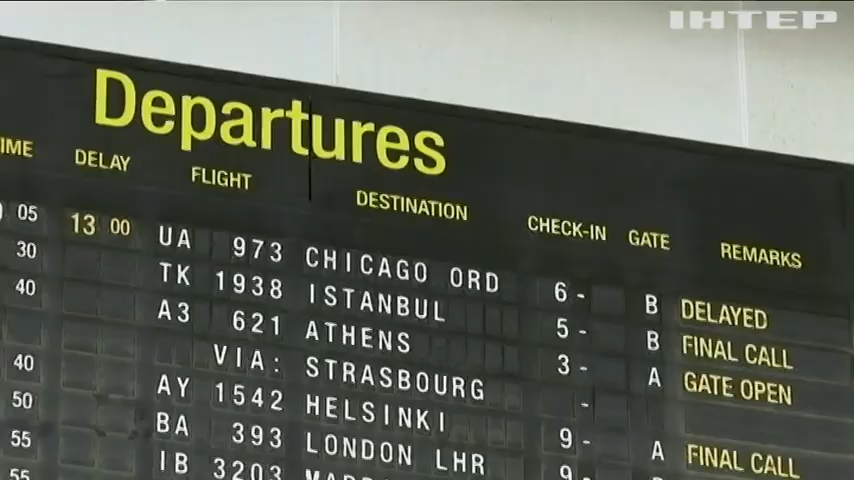 ІНТЕР
Departures
IME DELAY FLIGHT DESTINATION CHECK-IN GATE REMARKS
05 13 00 UA 973 CHICAGO ORD 6- B DELAYED
30 TK 1938 ISTANBUL 5- B FINAL CALL
40 A3 621 ATHENS 3- A GATE OPEN
VIA: STRASBOURG -
40 AY 1542 HELSINKI 9- A FINAL CALL
50 BA 393 LONDON LHR 9
55 IB 3203
55